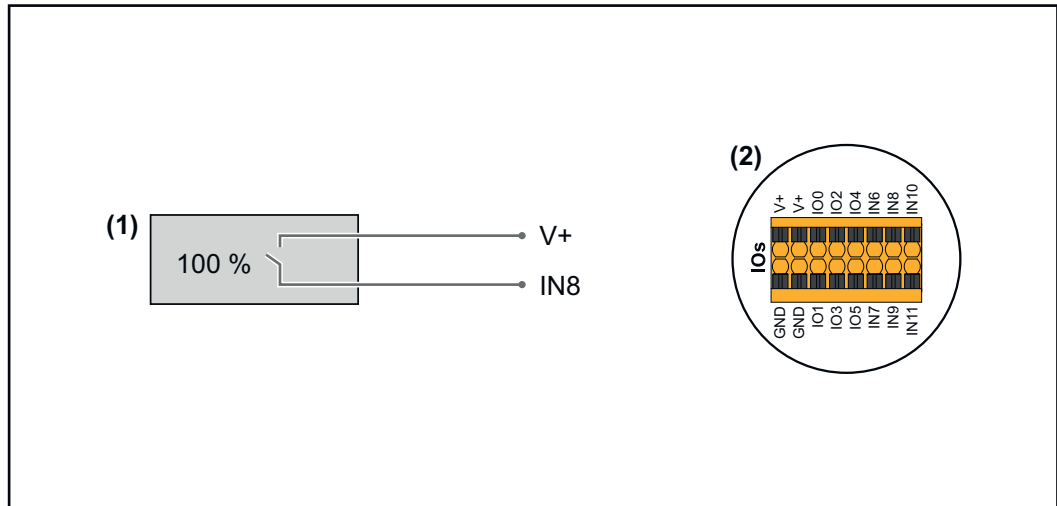 (1)
100 %
V+
IN8
(2)
V+
V+
IO0
IO2
IO4
IN6
IN8
IN10
IOs
GND
GND
IO1
IO3
IO5
IN7
IN9
IN11